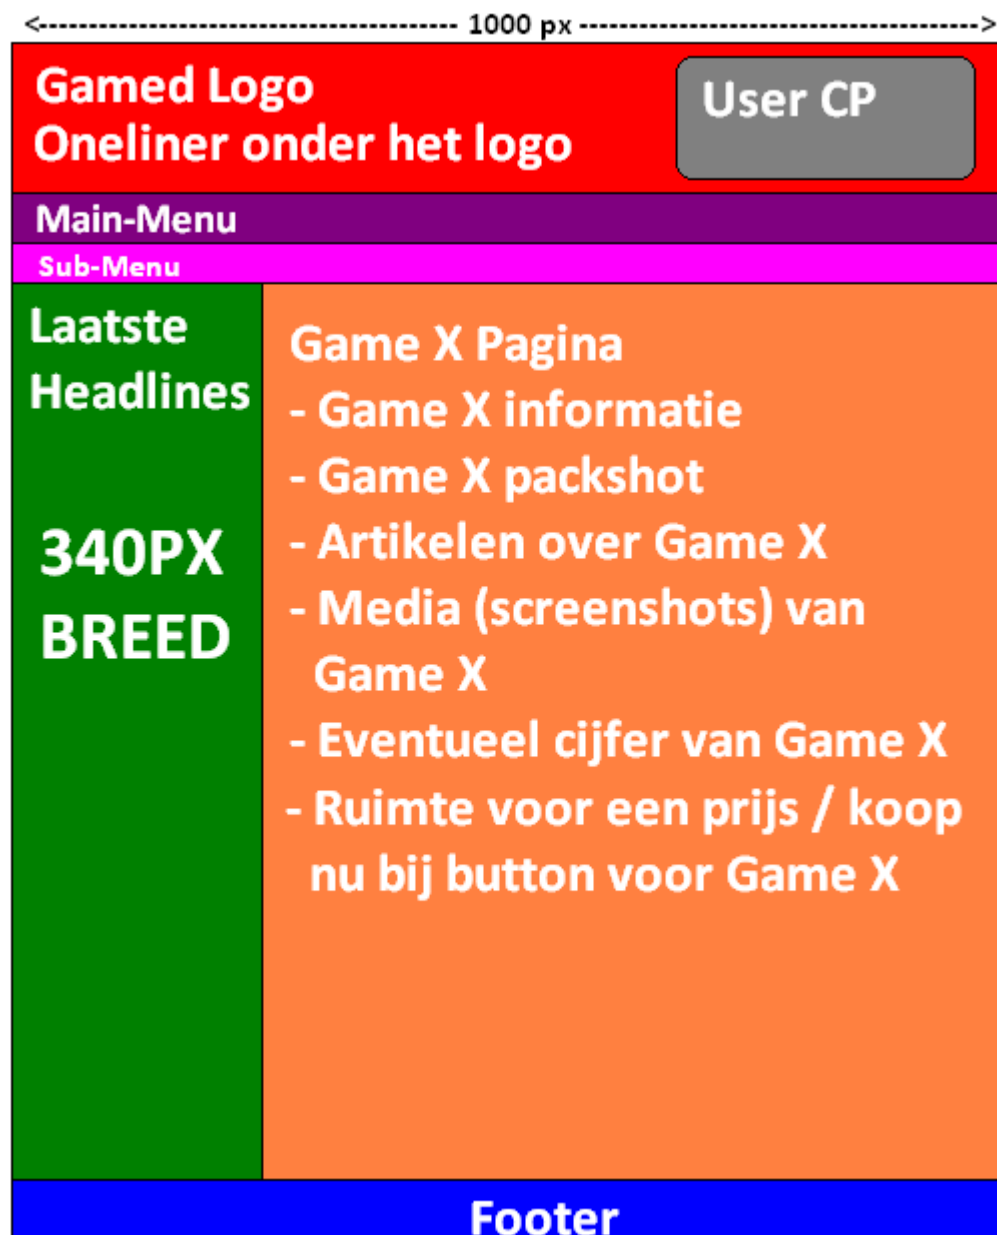 <--------------------------------------- 1000 px ------------------------------------->
Gamed Logo
Oneliner onder het logo
User CP
Main-Menu
Sub-Menu
Laatste
Headlines
340PX
BREED
Game X Pagina
- Game X informatie
- Game X packshot
- Artikelen over Game X
- Media (screenshots) van
Game X
- Eventueel cijfer van Game X
- Ruimte voor een prijs / koop
nu bij button voor Game X
Footer